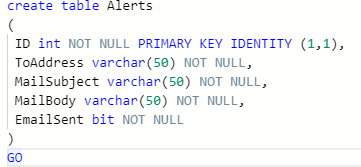 create table Alerts
(
ID int NOT NULL PRIMARY KEY IDENTITY (1,1),
ToAddress varchar(50) NOT NULL,
MailSubject varchar(50) NOT NULL,
MailBody varchar(50) NOT NULL,
EmailSent bit NOT NULL
)
GO